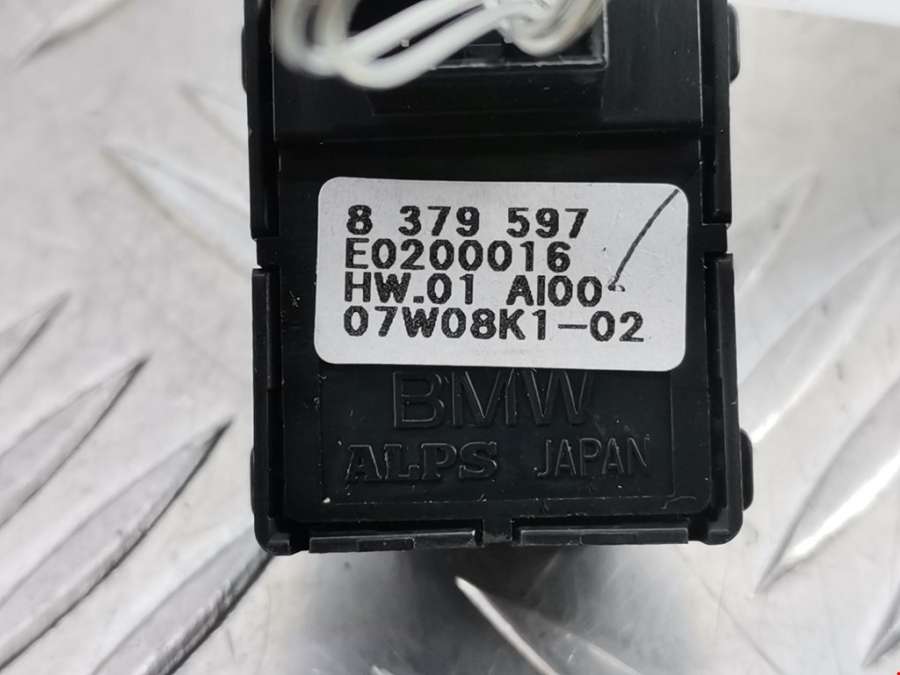 8 379 597
E0200016
HW.01 AI00
07W08K1-02
BMW
ALPS JAPAN